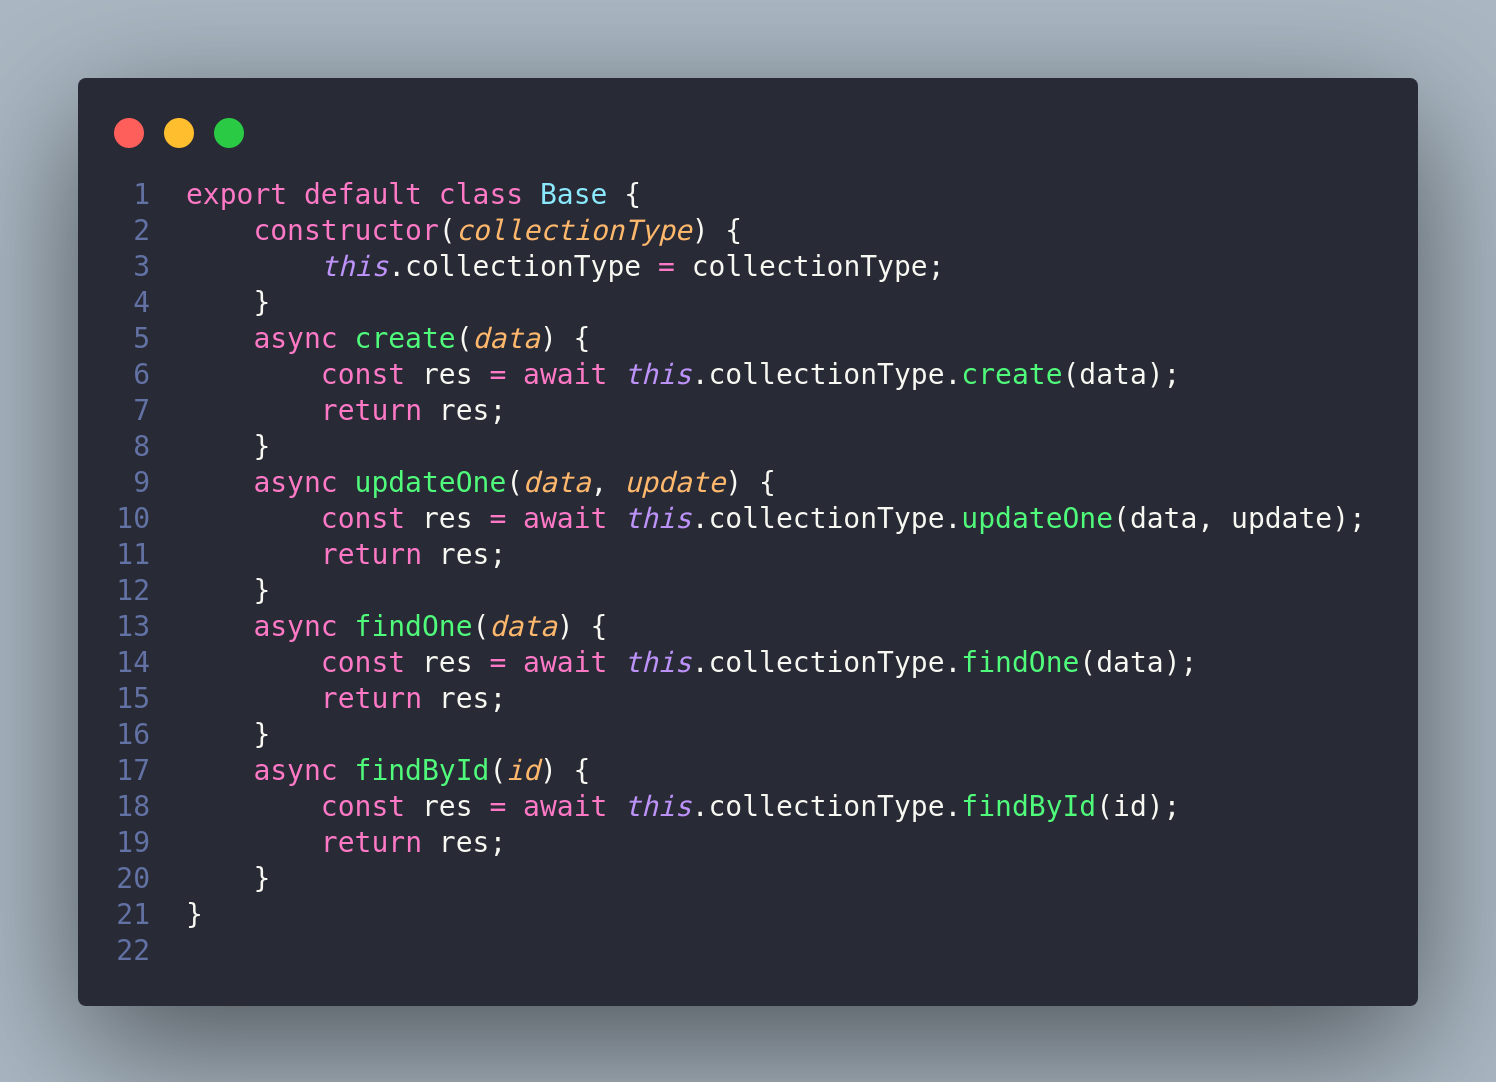 1 export default class Base {
2     constructor(collectionType) {
3         this.collectionType = collectionType;
4     }
5     async create(data) {
6         const res = await this.collectionType.create(data);
7         return res;
8     }
9     async updateOne(data, update) {
10         const res = await this.collectionType.updateOne(data, update);
11         return res;
12     }
13     async findOne(data) {
14         const res = await this.collectionType.findOne(data);
15         return res;
16     }
17     async findById(id) {
18         const res = await this.collectionType.findById(id);
19         return res;
20     }
21 }
22